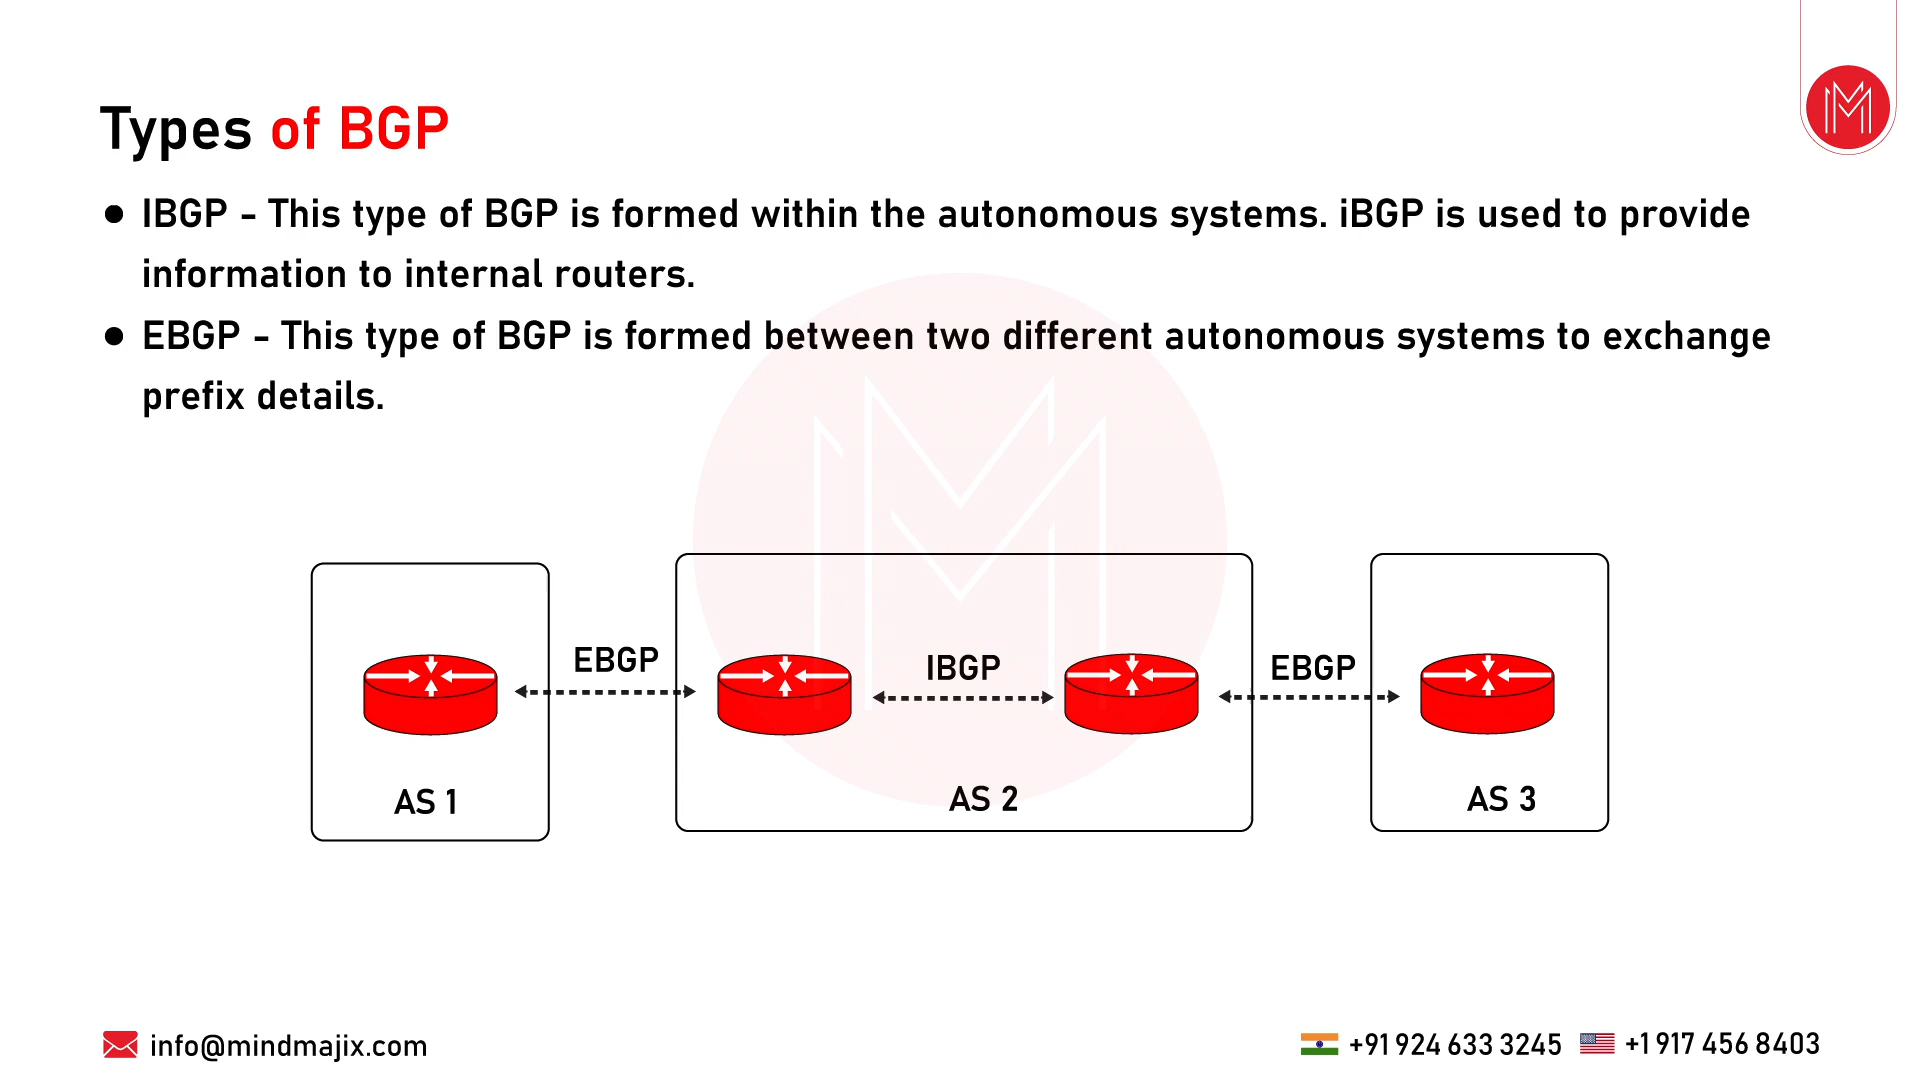 Types of BGP
● IBGP - This type of BGP is formed within the autonomous systems. iBGP is used to provide
information to internal routers.
● EBGP - This type of BGP is formed between two different autonomous systems to exchange
prefix details.
EBGP
IBGP
EBGP
AS 1
AS 2
AS 3
info@mindmajix.com
+91 924 633 3245
+1 917 456 8403